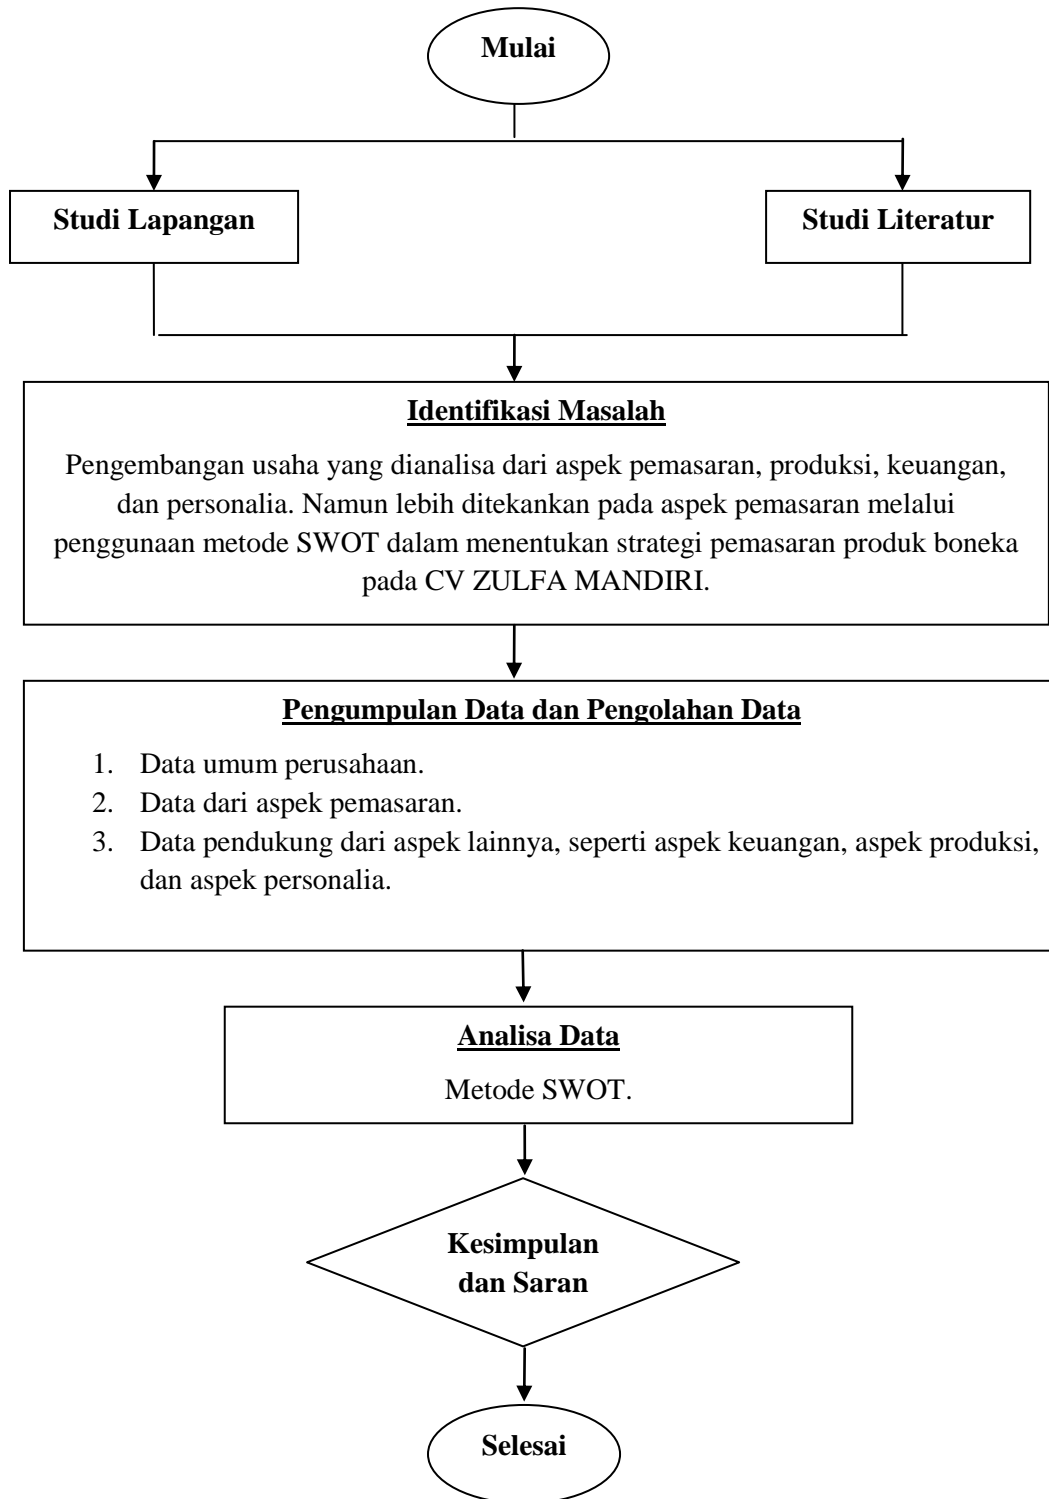 Mulai
Studi Lapangan
Studi Literatur
Identifikasi Masalah
Pengembangan usaha yang dianalisa dari aspek pemasaran, produksi, keuangan,
dan personalia. Namun lebih ditekankan pada aspek pemasaran melalui
penggunaan metode SWOT dalam menentukan strategi pemasaran produk boneka
pada CV ZULFA MANDIRI.
Pengumpulan Data dan Pengolahan Data
1. Data umum perusahaan.
2. Data dari aspek pemasaran.
3. Data pendukung dari aspek lainnya, seperti aspek keuangan, aspek produksi,
dan aspek personalia.
Analisa Data
Metode SWOT.
Kesimpulan
dan Saran
Selesai